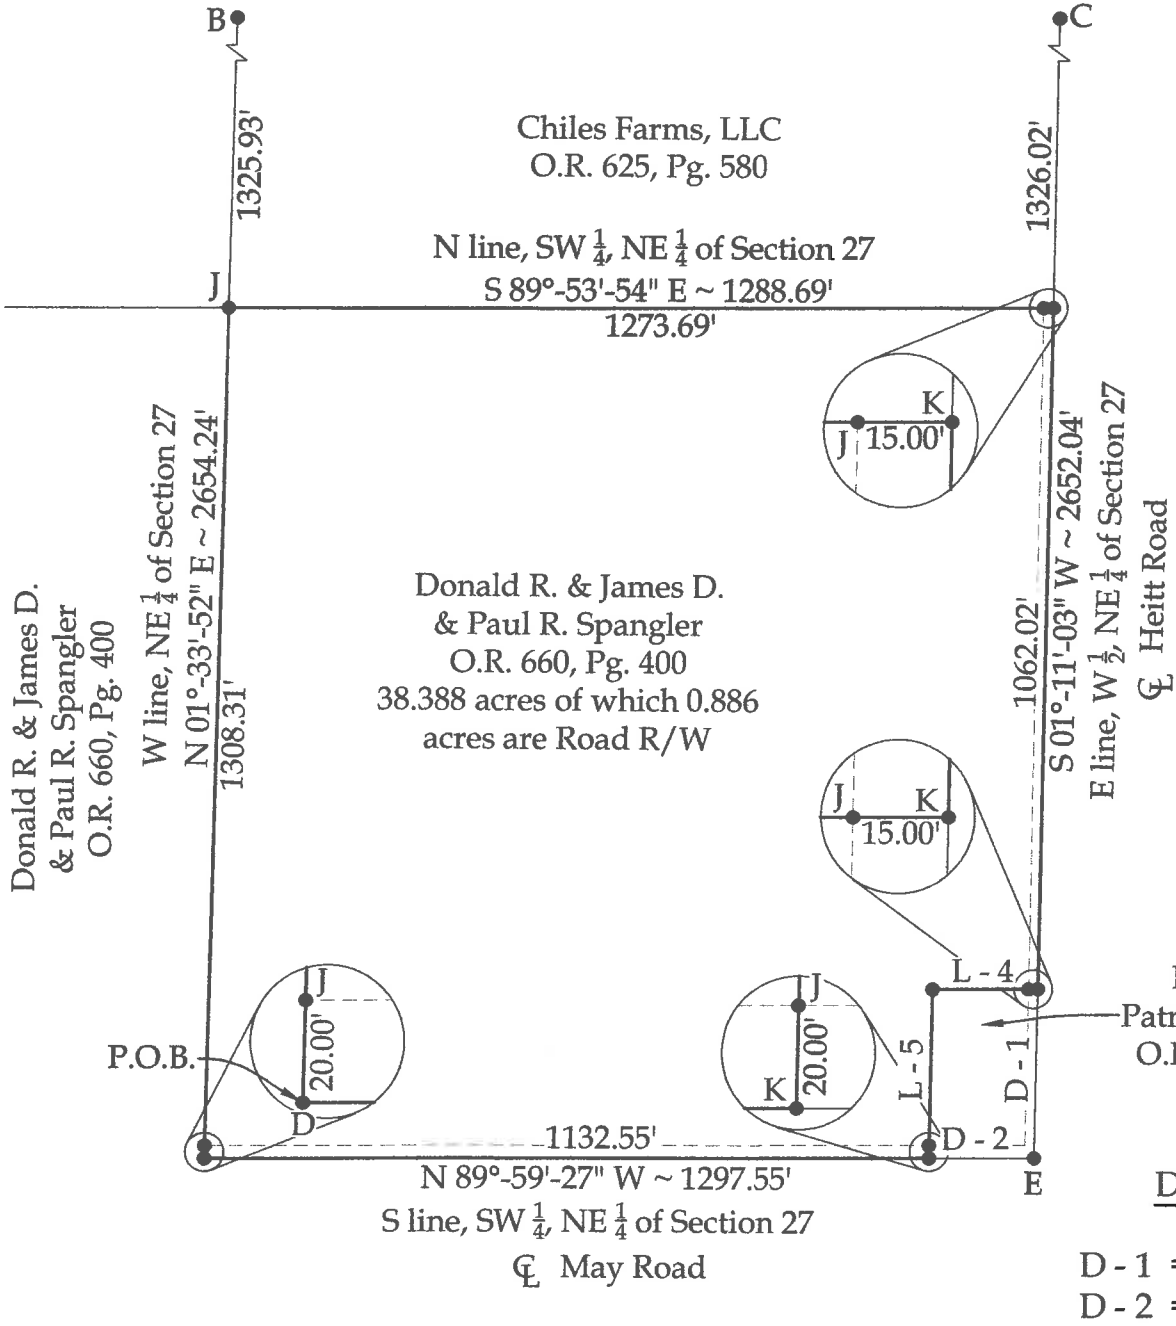 B
C
1325.93'
1326.02'
Chiles Farms, LLC
O.R. 625, Pg. 580
N line, SW 1/4, NE 1/4 of Section 27
S 89°-53'-54" E ~ 1288.69'
1273.69'
J
K
J
15.00'
W line, NE 1/4 of Section 27
N 01°-33'-52" E ~ 2654.24'
1308.31'
Donald R. & James D.
& Paul R. Spangler
O.R. 660, Pg. 400
Donald R. & James D.
& Paul R. Spangler
O.R. 660, Pg. 400
38.388 acres of which 0.886
acres are Road R/W
1062.02'
S 01°-11'-03" W ~ 2652.04'
E line, W 1/2, NE 1/4 of Section 27
℄ Heitt Road
J
K
15.00'
L - 4
L - 5
D - 1
Patr
O.I
P.O.B.
J
20.00'
D
J
20.00'
K
D - 2
1132.55'
N 89°-59'-27" W ~ 1297.55'
E
S line, SW 1/4, NE 1/4 of Section 27
℄ May Road
D
D - 1 =
D - 2 =